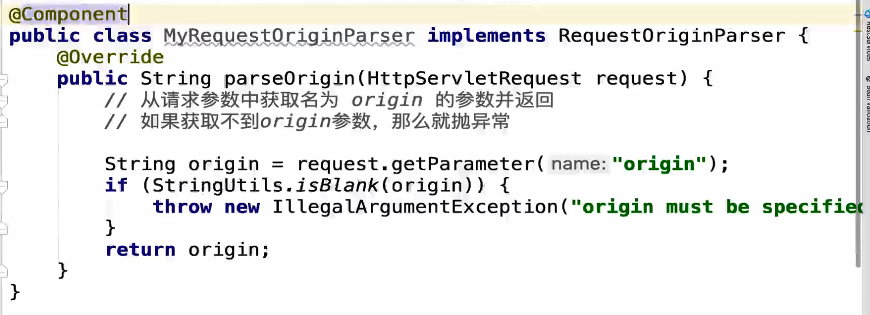 @Component
public class MyRequestOriginParser implements RequestOriginParser {
@Override
public String parseOrigin(HttpServletRequest request) {
// 从请求参数中获取名为 origin 的参数并返回
// 如果获取不到origin参数，那么就抛异常
String origin = request.getParameter( name: "origin");
if (StringUtils.isBlank(origin)) {
throw new IllegalArgumentException("origin must be specified
}
return origin;
}
}